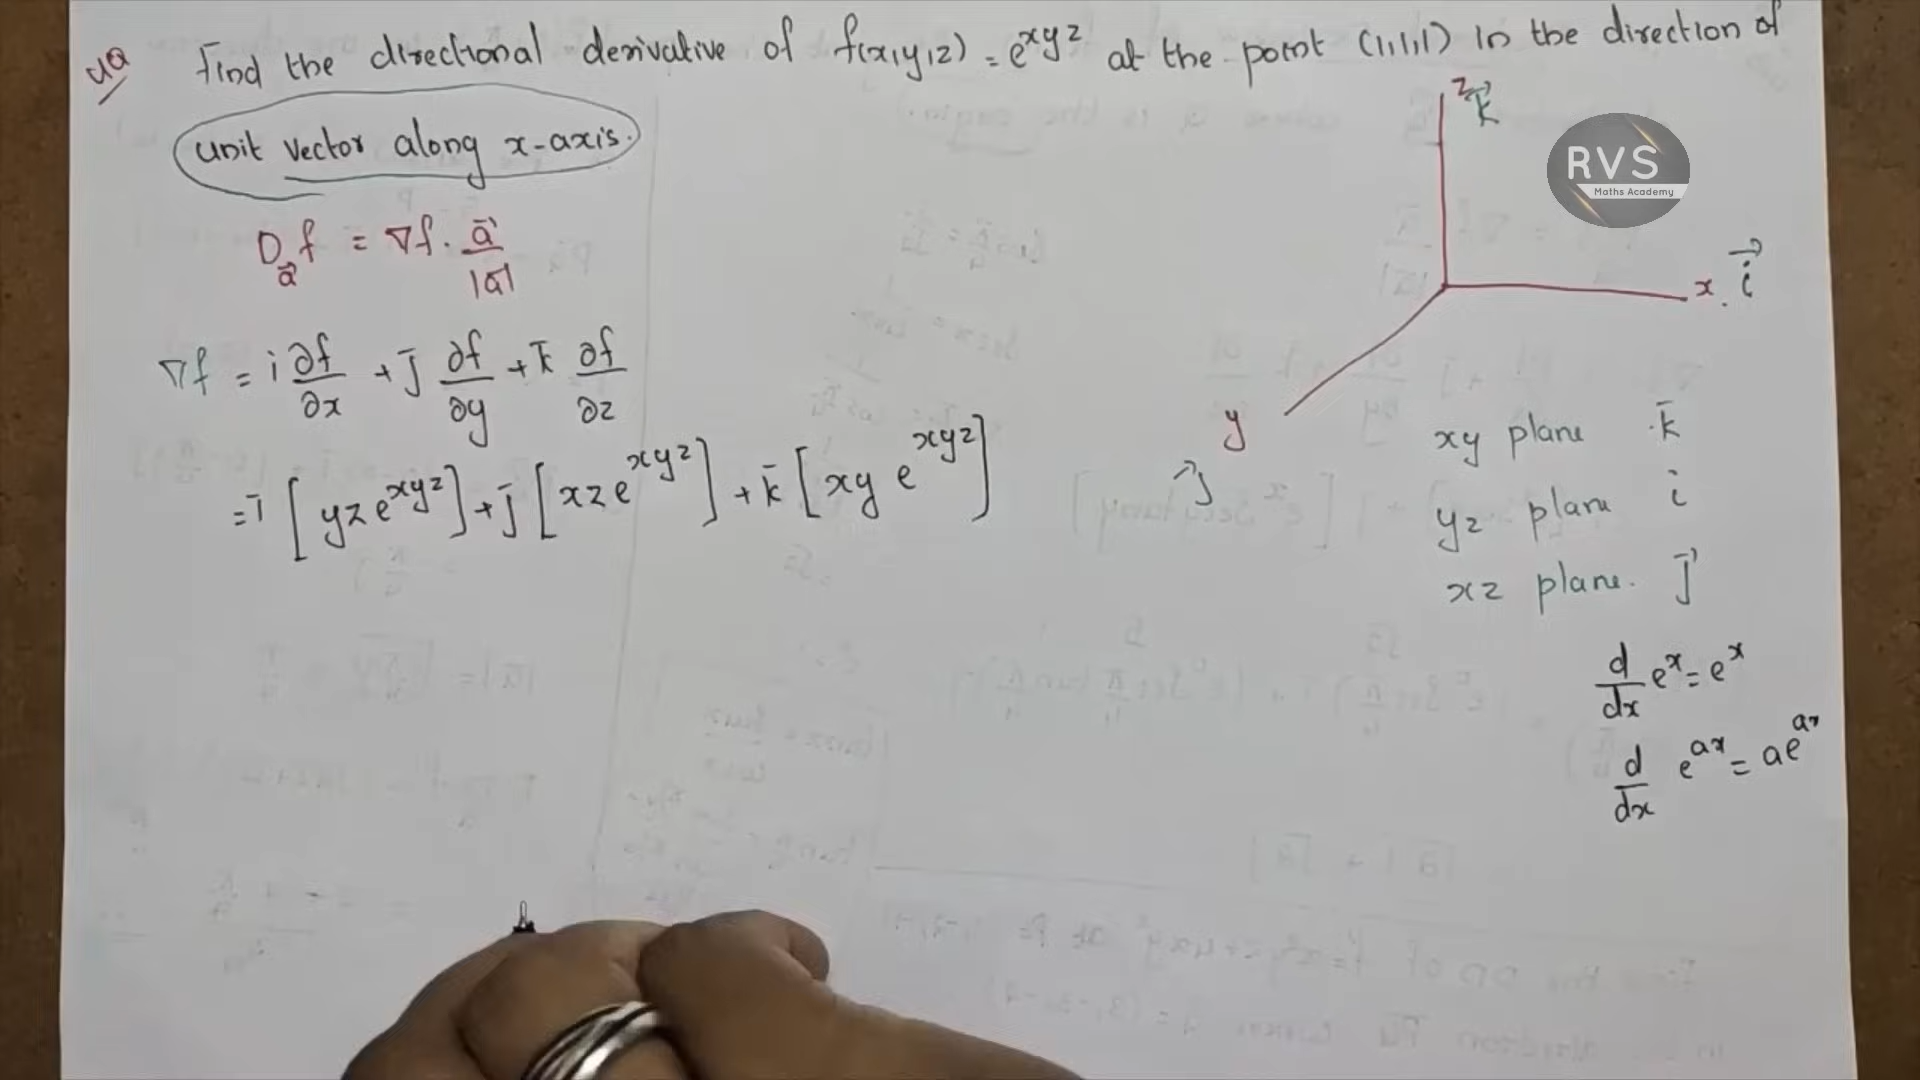 4Q Find the directional derivative of f(x,y,z) = e^xyz at the point (1,1,1) in the direction of
unit vector along x-axis.
D_a⃗ f = ∇f . ā/|ā|
∇f = i ∂f/∂x + j̄ ∂f/∂y + k̄ ∂f/∂z
= ī [yz e^xyz] + j̄ [xz e^xyz] + k̄ [xy e^xyz]
z k⃗
x. i⃗
y
j⃗
RVS
Maths Academy
xy plane k̄
yz plane i
xz plane. j⃗
d/dx e^x = e^x
d/dx e^ax = a e^ax